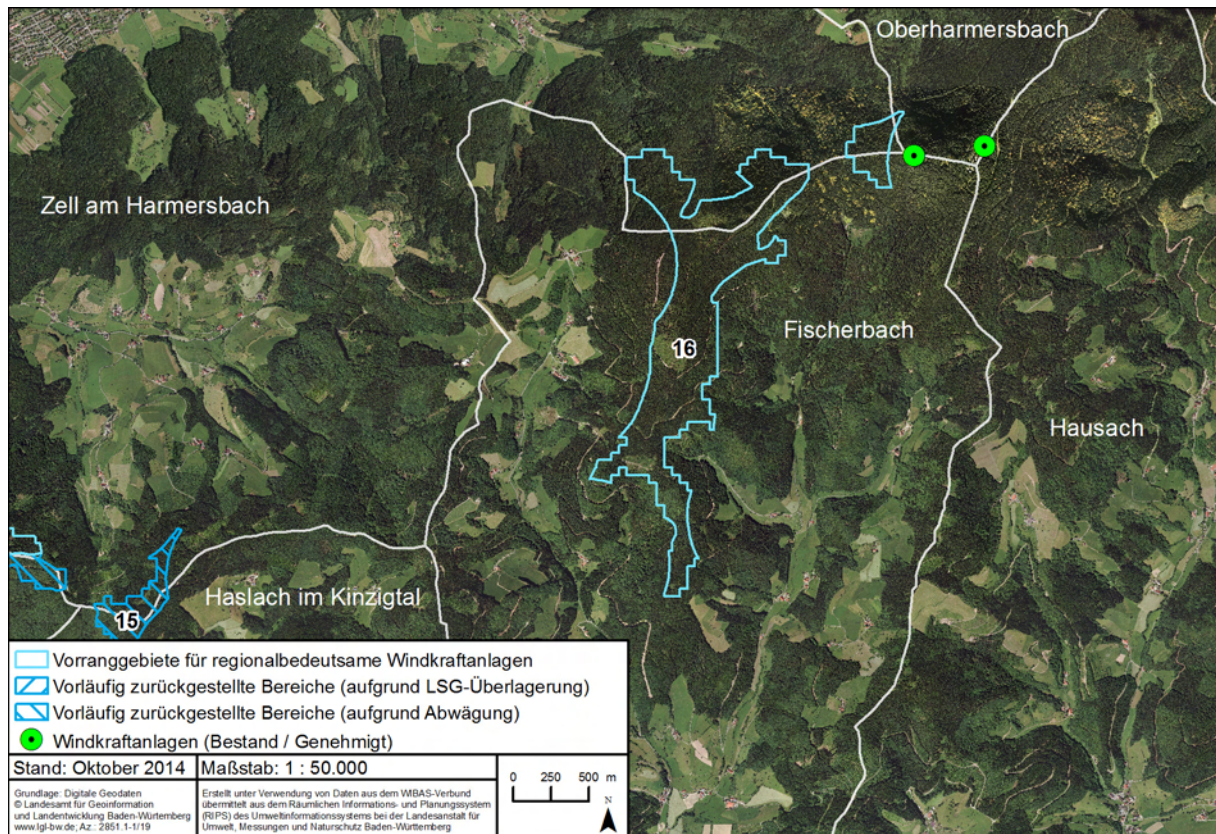 Oberharmersbach
Zell am Harmersbach
Fischerbach
16
Hausach
Haslach im Kinzigtal
15
Vorranggebiete für regionalbedeutsame Windkraftanlagen
Vorläufig zurückgestellte Bereiche (aufgrund LSG-Überlagerung)
Vorläufig zurückgestellte Bereiche (aufgrund Abwägung)
Windkraftanlagen (Bestand / Genehmigt)
Stand: Oktober 2014
Maßstab: 1 : 50.000
0 250 500 m
N
Grundlage: Digitale Geodaten
© Landesamt für Geoinformation
und Landentwicklung Baden-Württemberg
www.lgl-bw.de; Az.: 2851.1-1/19
Erstellt unter Verwendung von Daten aus dem WIBAS-Verbund
übermittelt aus dem Räumlichen Informations- und Planungssystem
(RIPS) des Umweltinformationssystems bei der Landesanstalt für
Umwelt, Messungen und Naturschutz Baden-Württemberg